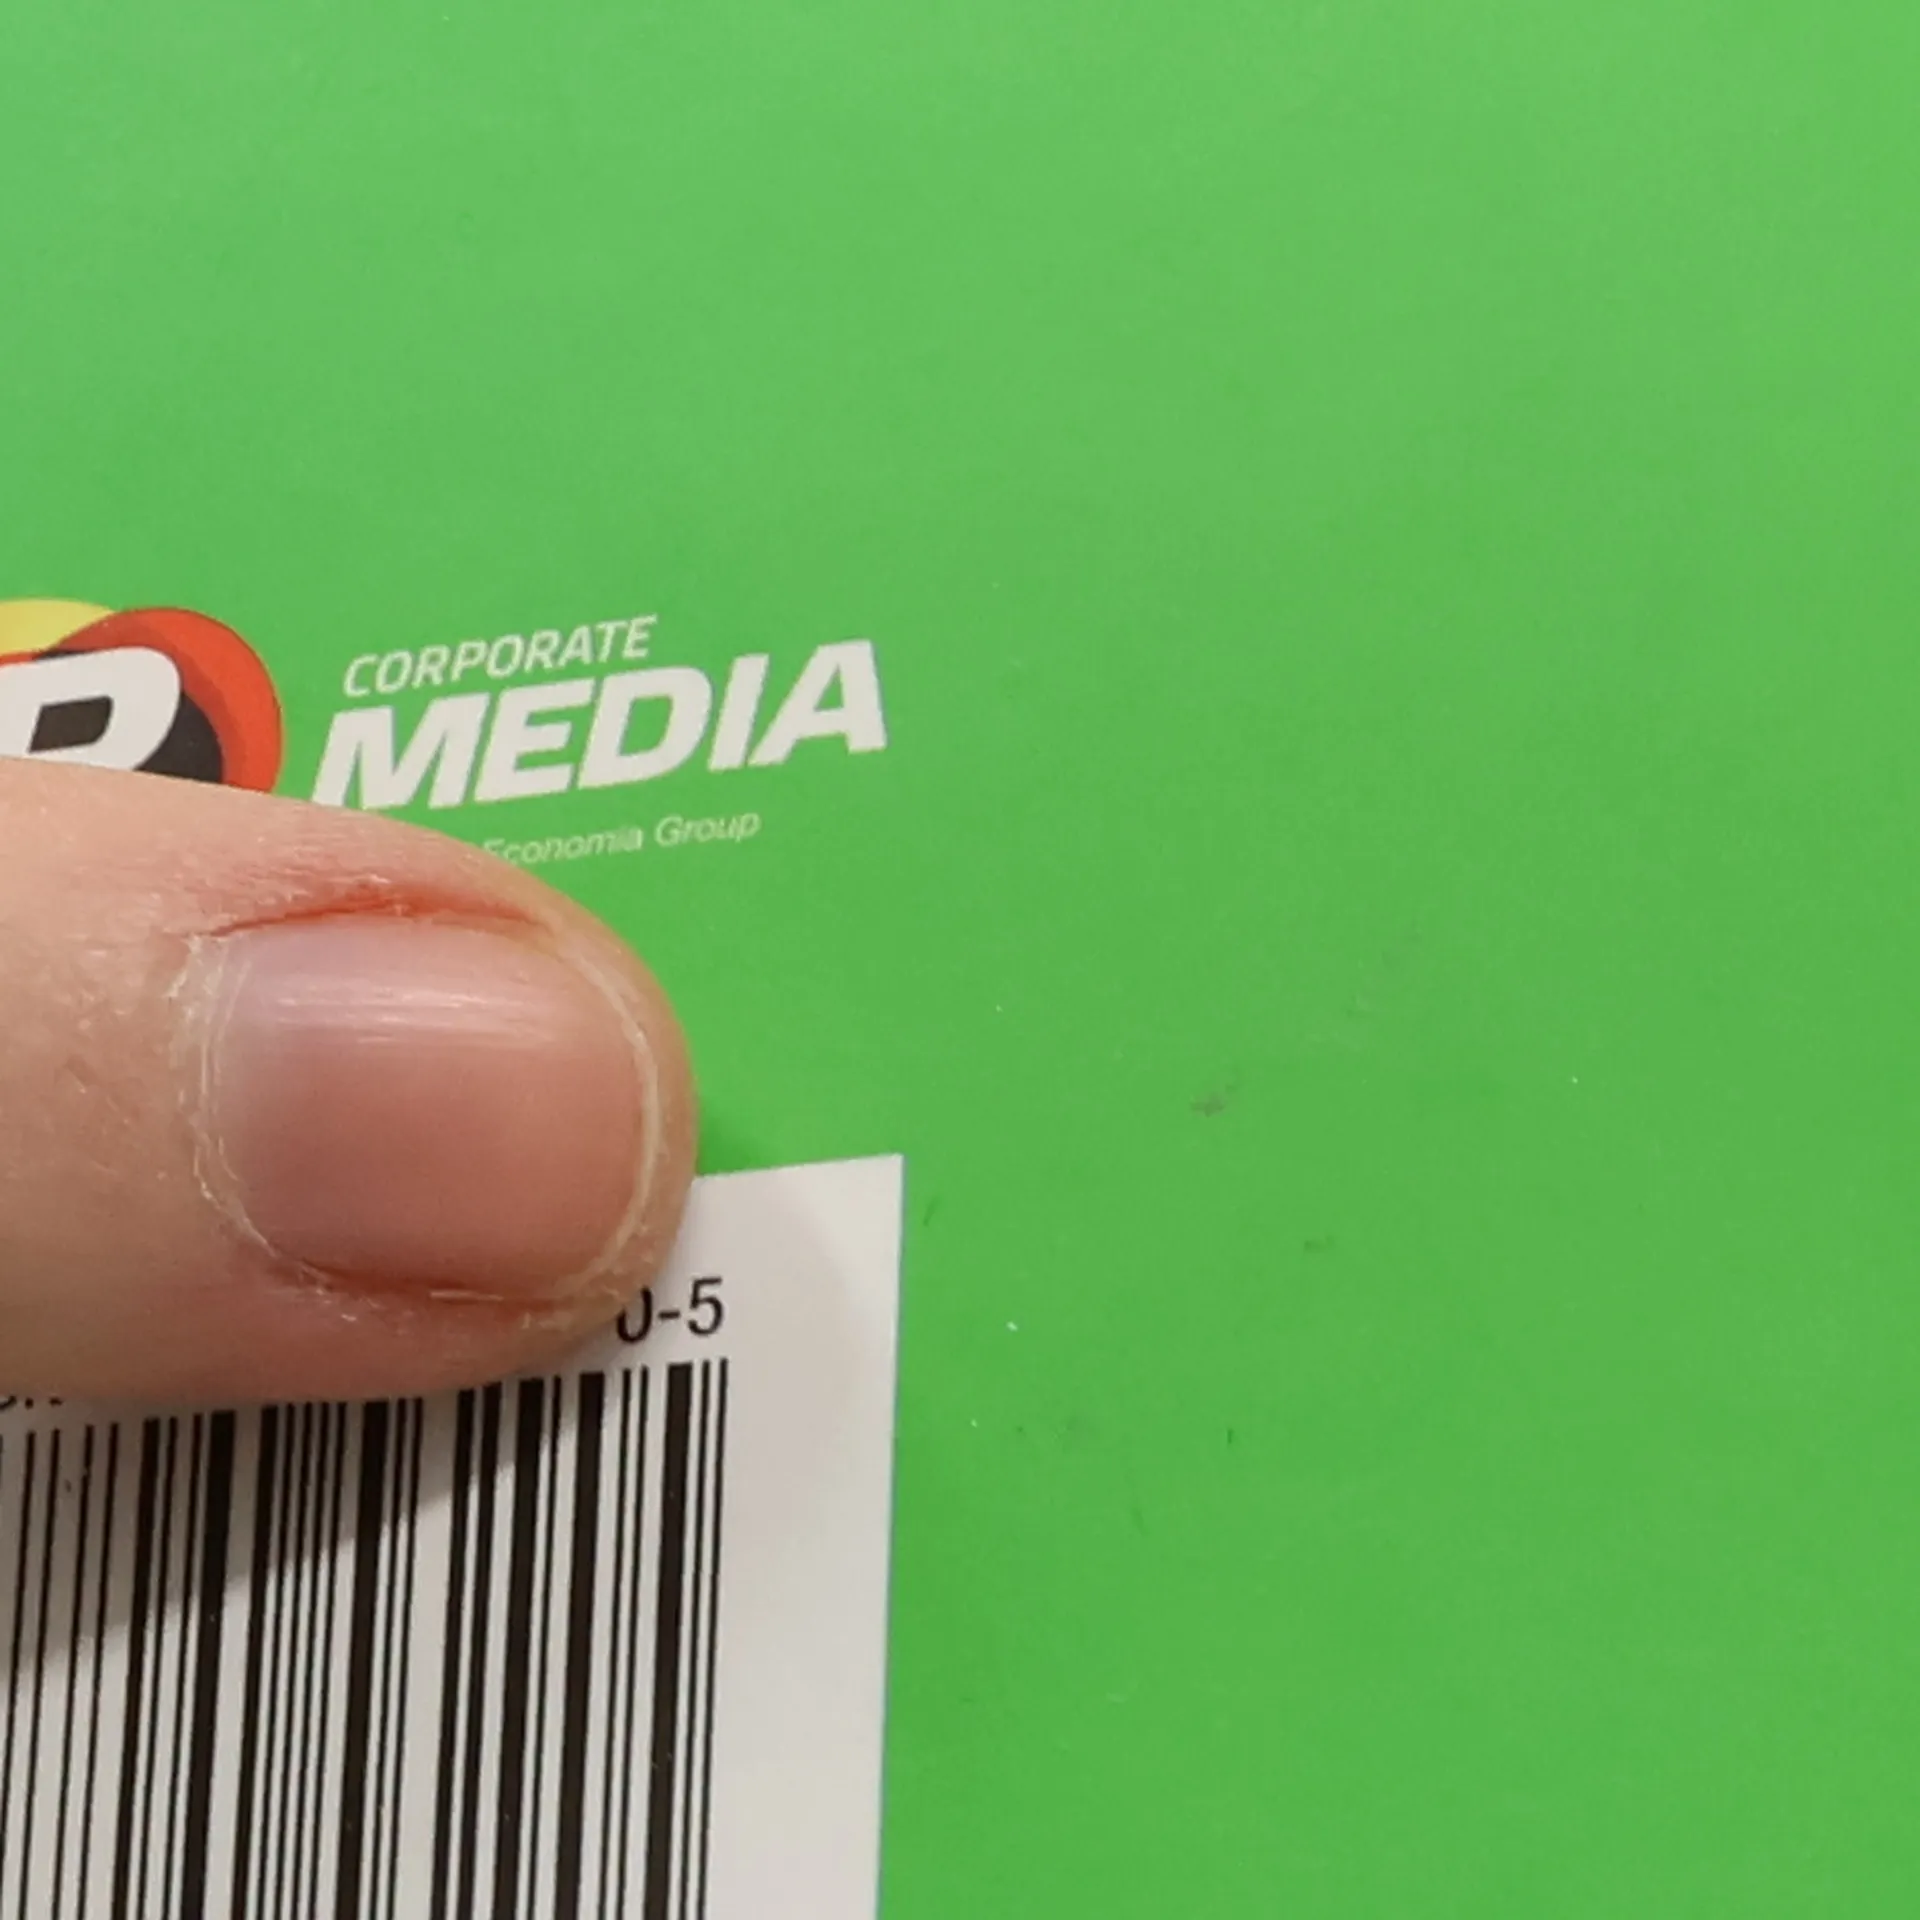 CORPORATE
MEDIA
Economia Group
0-5